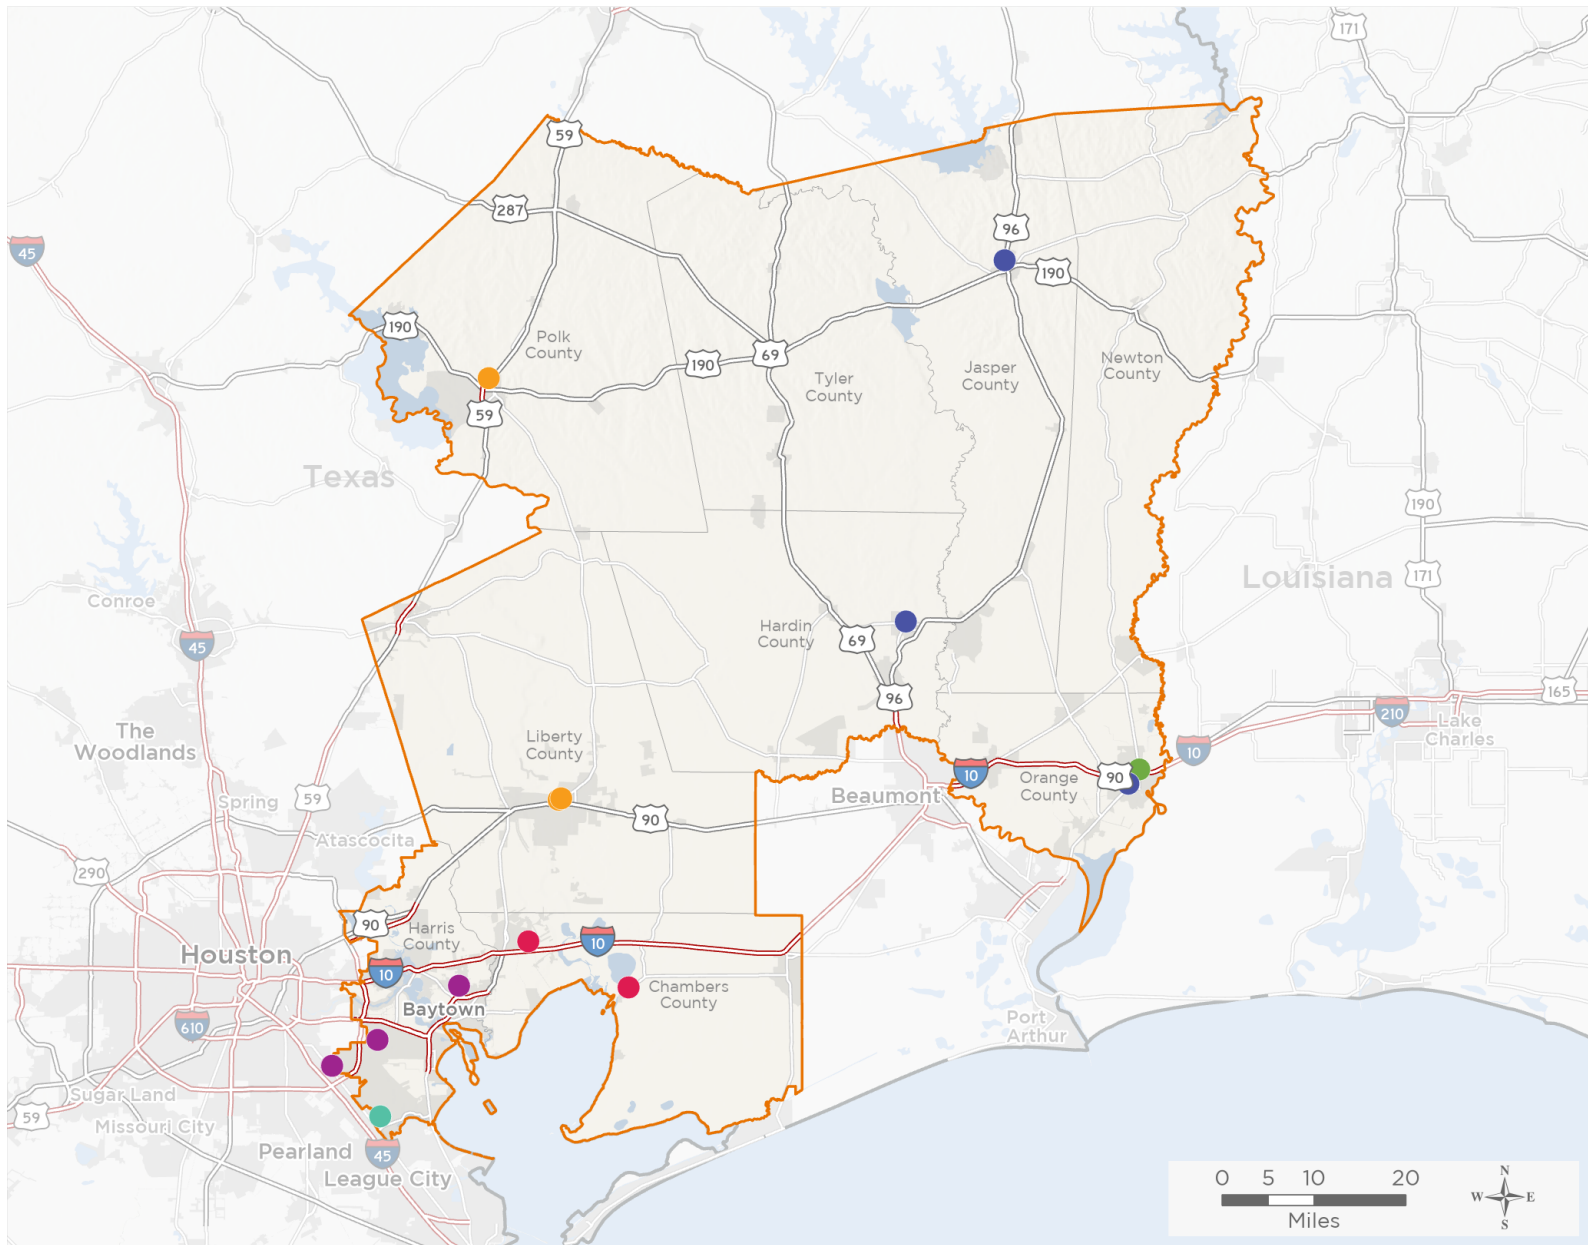 171
59
287
96
45
190
190
Polk
County
69
190
Tyler
County
Jasper
County
Newton
County
59
Texas
190
Louisiana
171
Conroe
45
Hardin
County
69
96
165
210
Lake
Charles
The
Woodlands
Liberty
County
10
10
Orange
County
90
Beaumont
Spring
59
90
Atascocita
290
90
Harris
County
10
Houston
10
Chambers
County
Baytown
610
Port
Arthur
Sugar Land
59
Missouri City
Pearland
45
League City
0 5 10 20
Miles
N
W E
S